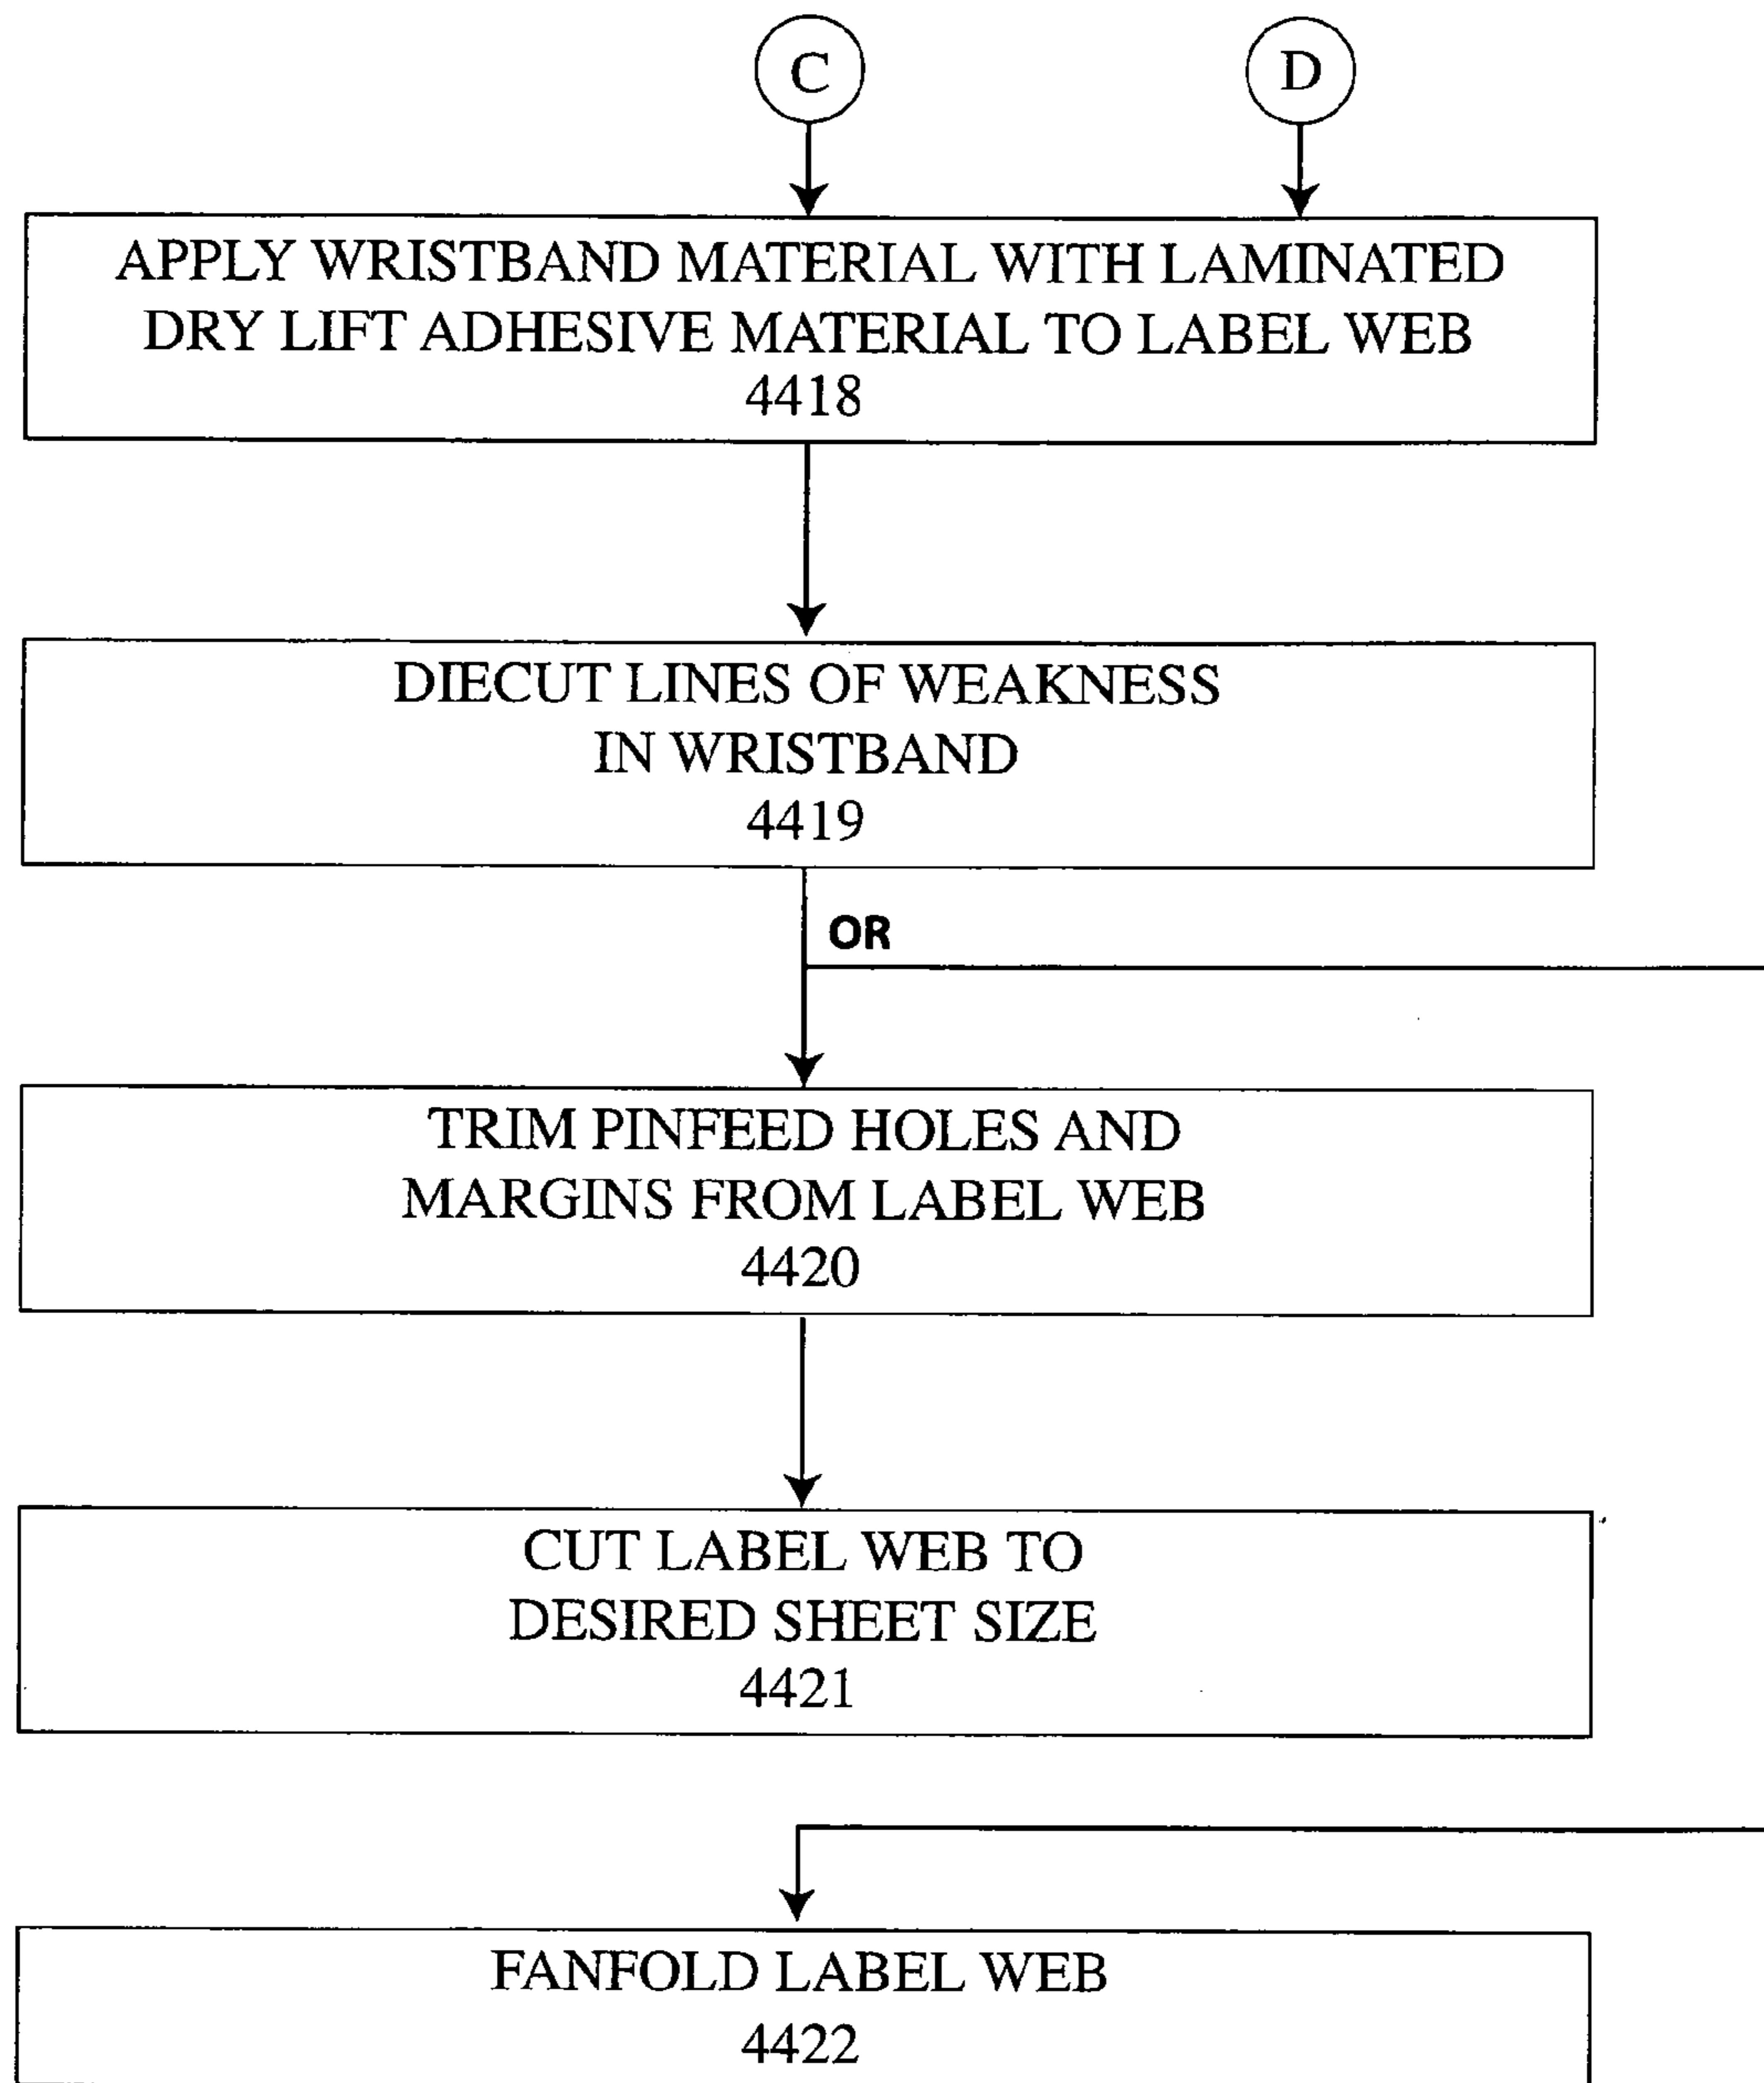 C
D
APPLY WRISTBAND MATERIAL WITH LAMINATED
DRY LIFT ADHESIVE MATERIAL TO LABEL WEB
4418
DIECUT LINES OF WEAKNESS
IN WRISTBAND
4419
OR
TRIM PINFEED HOLES AND
MARGINS FROM LABEL WEB
4420
CUT LABEL WEB TO
DESIRED SHEET SIZE
4421
FANFOLD LABEL WEB
4422